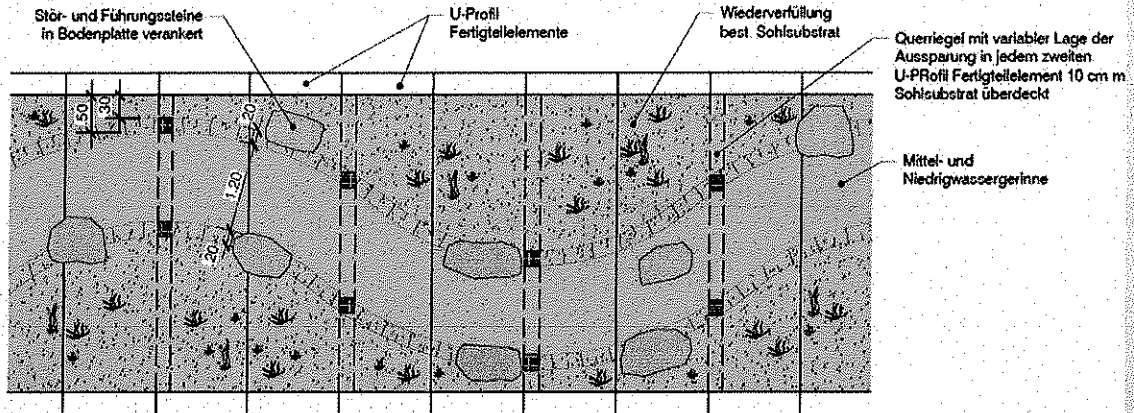 Stör- und Führungssteine
in Bodenplatte verankert
U-Profil
Fertigteilelemente
Wiederverfüllung
best. Sohlsubstrat
Querriegel mit variabler Lage der
Aussparung in jedem zweiten
U-PRofil Fertigteilelement 10 cm m
Sohlsubstrat überdeckt
Mittel- und
Niedrigwassergerinne
.50
.30
.20
1.20
.20